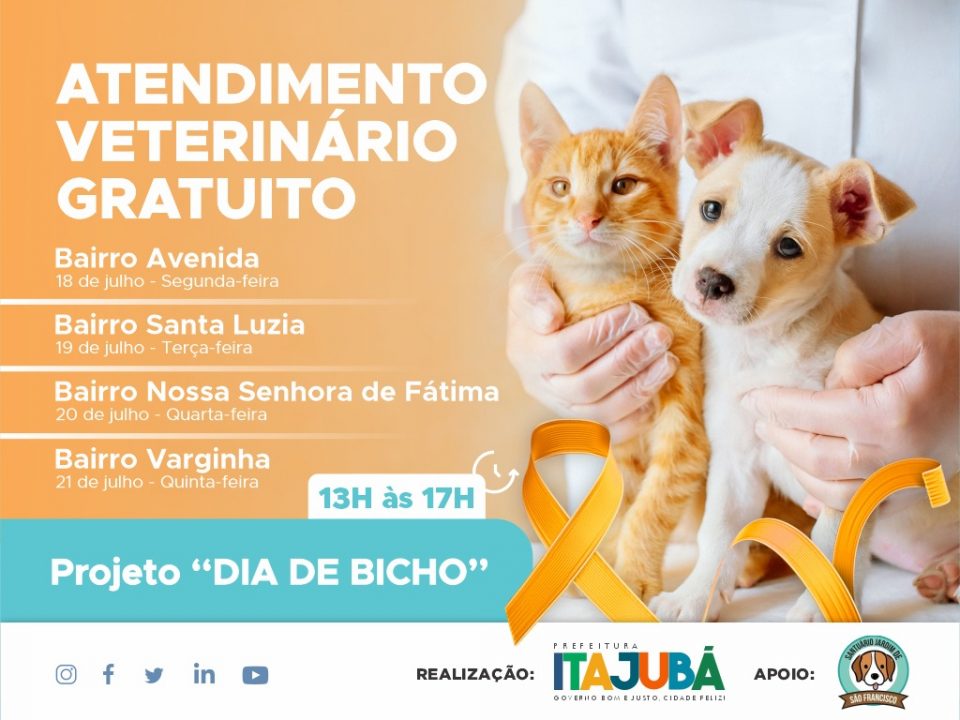 ATENDIMENTO
VETERINÁRIO
GRATUITO
Bairro Avenida
18 de julho - Segunda-feira
Bairro Santa Luzia
19 de julho - Terça-feira
Bairro Nossa Senhora de Fátima
20 de julho - Quarta-feira
Bairro Varginha
21 de julho - Quinta-feira
13H às 17H
Projeto “DIA DE BICHO”
REALIZAÇÃO:
PREFEITURA
ITAJUBÁ
GOVERNO BOM E JUSTO, CIDADE FELIZ!
APOIO:
SANTUÁRIO JARDIM DE
SÃO FRANCISCO